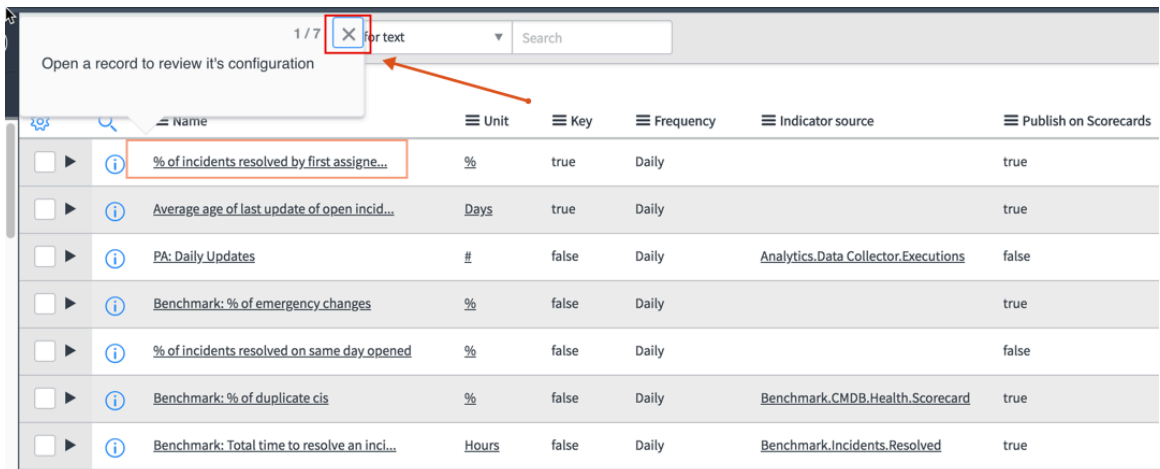 1 / 7 for text Search
Open a record to review it's configuration
Name Unit Key Frequency Indicator source Publish on Scorecards
% of incidents resolved by first assigne... % true Daily true
Average age of last update of open incid... Days true Daily true
PA: Daily Updates # false Daily Analytics.Data Collector.Executions false
Benchmark: % of emergency changes % false Daily true
% of incidents resolved on same day opened % false Daily false
Benchmark: % of duplicate cis % false Daily Benchmark.CMDB.Health.Scorecard true
Benchmark: Total time to resolve an inci... Hours false Daily Benchmark.Incidents.Resolved true